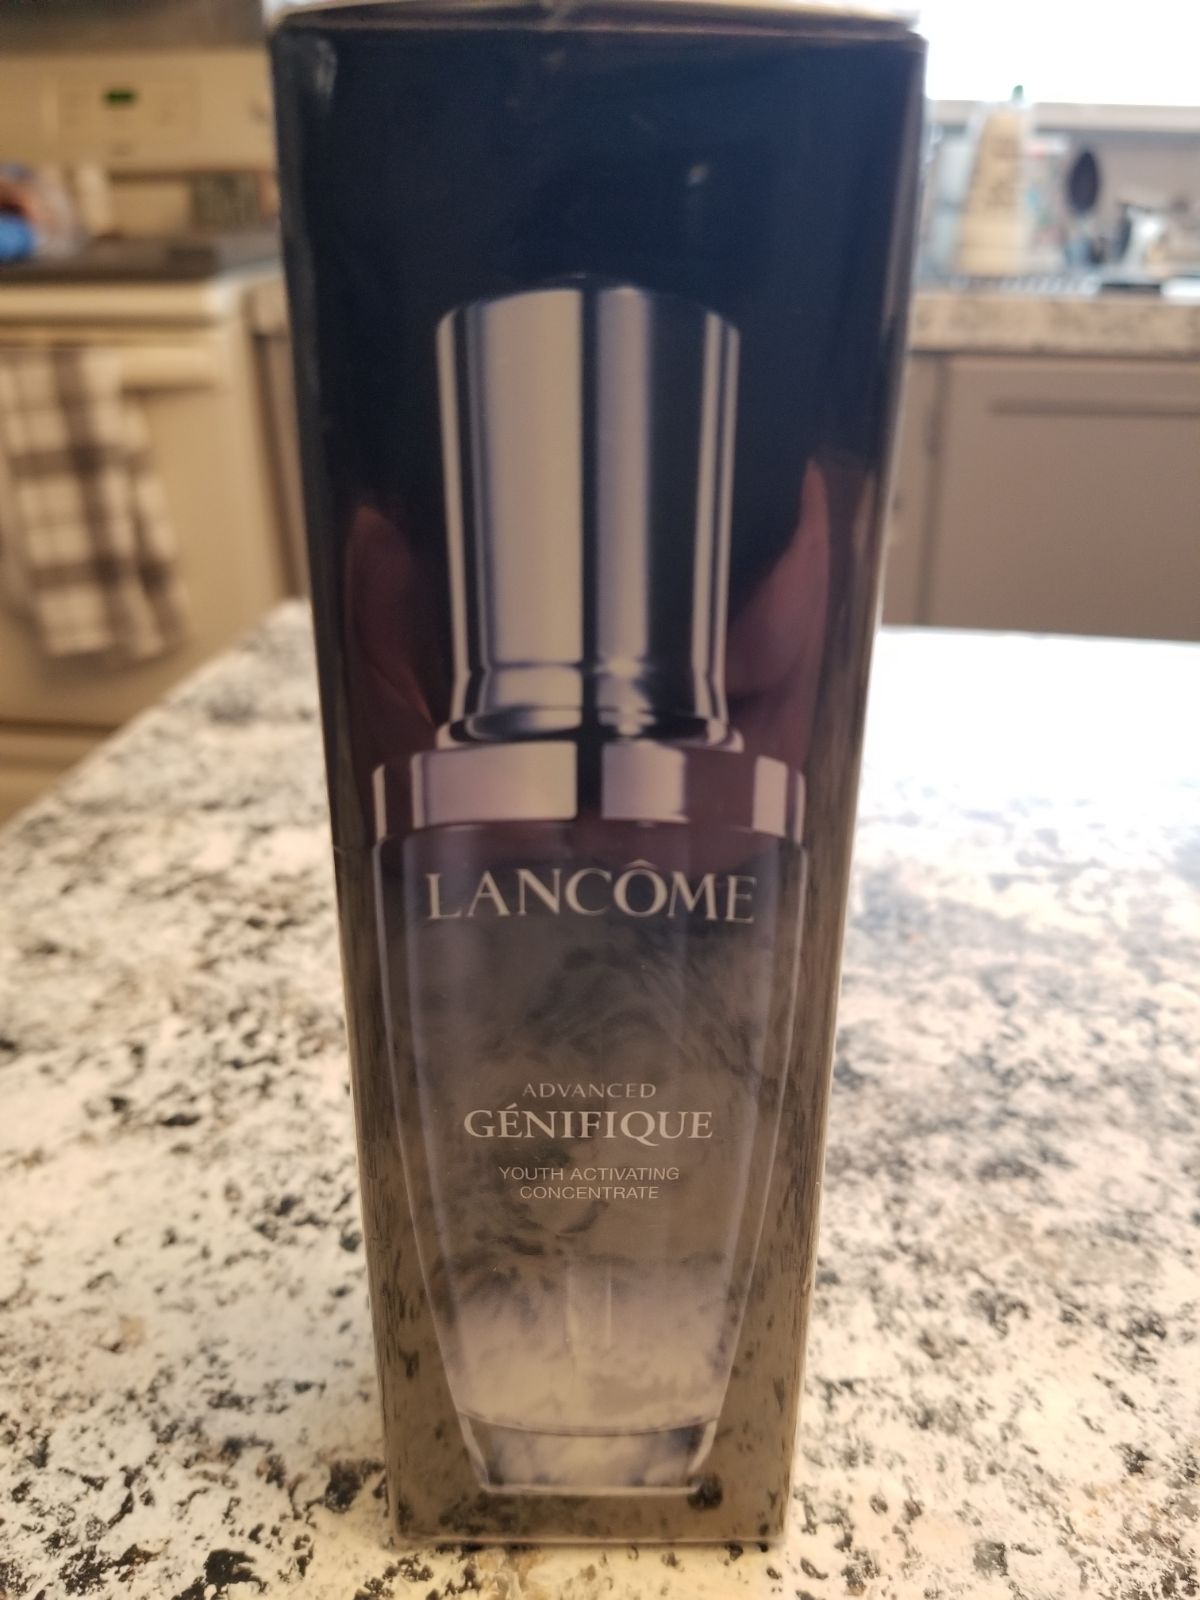 LANCÔME
ADVANCED
GÉNIFIQUE
YOUTH ACTIVATING
CONCENTRATE